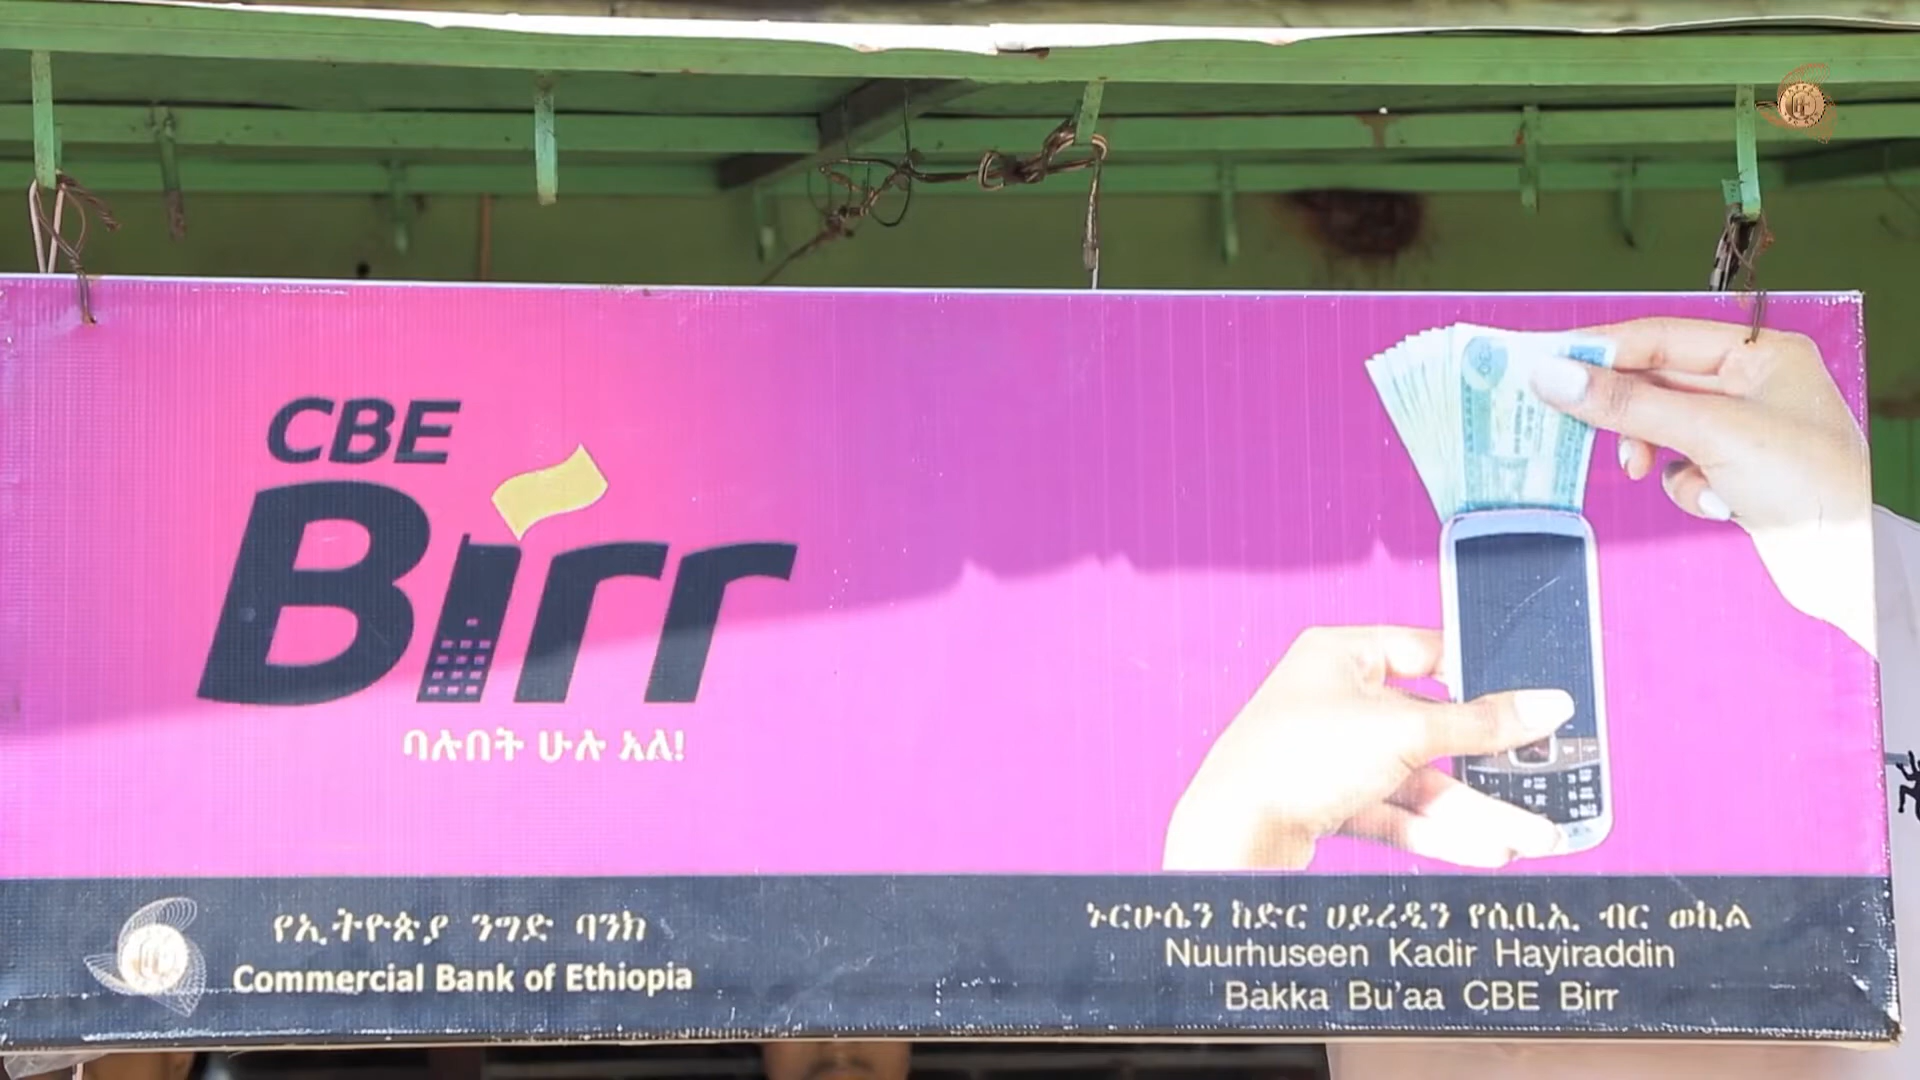 CBE
Birr
ባሉበት ሁሉ አለ!
የኢትዮጵያ ንግድ ባንክ
Commercial Bank of Ethiopia
ኑርሁሴን ከድር ሀይረዲን የሲቢኢ ብር ወኪል
Nuurhuseen Kadir Hayiraddin
Bakka Bu'aa CBE Birr